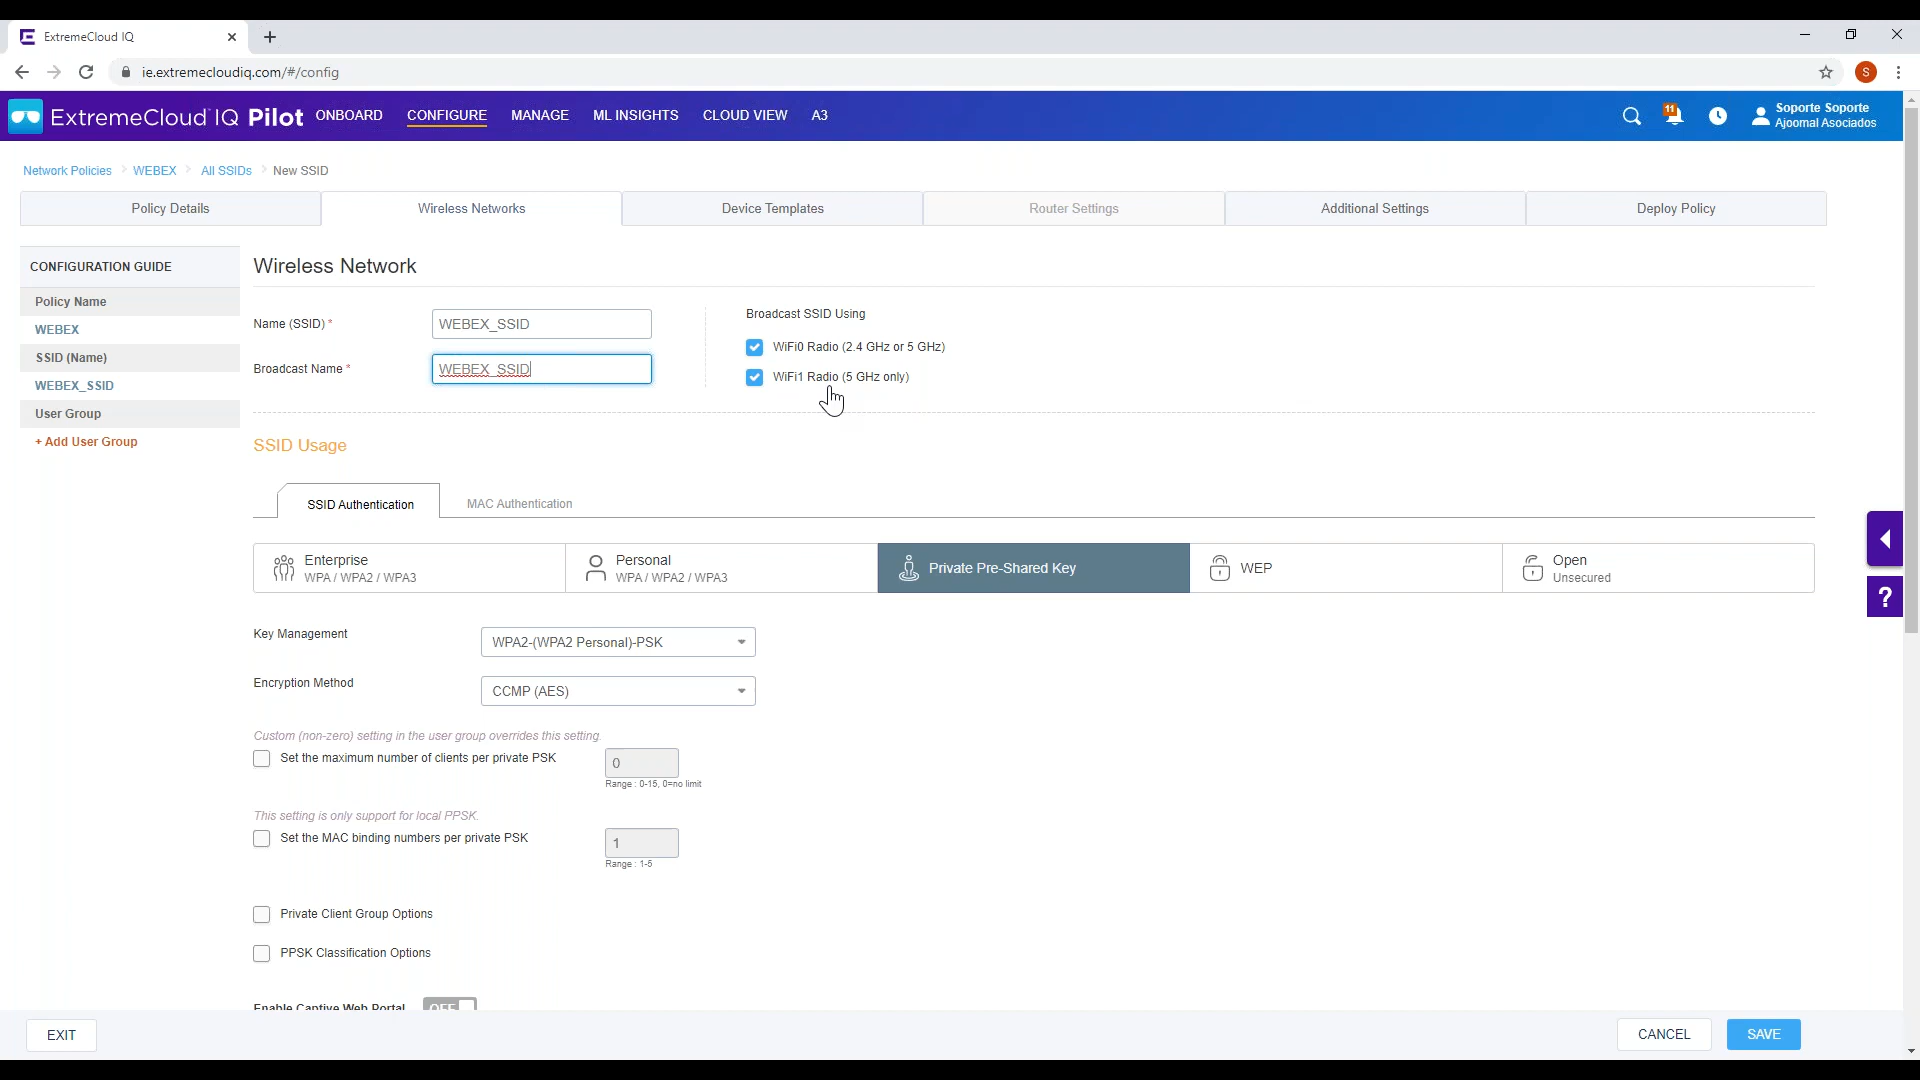 ExtremeCloud IQ
ie.extremecloudiq.com/#/config
S
ExtremeCloud IQ Pilot
ONBOARD CONFIGURE MANAGE ML INSIGHTS CLOUD VIEW A3
11
Soporte Soporte
Ajoomal Asociados
Network Policies WEBEX All SSIDs New SSID
Policy Details Wireless Networks Device Templates Router Settings Additional Settings Deploy Policy
CONFIGURATION GUIDE
Policy Name
WEBEX
SSID (Name)
WEBEX_SSID
User Group
+ Add User Group
Wireless Network
Name (SSID) * WEBEX_SSID
Broadcast Name * WEBEX_SSID
Broadcast SSID Using
WiFi0 Radio (2.4 GHz or 5 GHz)
WiFi1 Radio (5 GHz only)
SSID Usage
SSID Authentication MAC Authentication
Enterprise
WPA / WPA2 / WPA3
Personal
WPA / WPA2 / WPA3
Private Pre-Shared Key
WEP
Open
Unsecured
?
Key Management WPA2-(WPA2 Personal)-PSK
Encryption Method CCMP (AES)
Custom (non-zero) setting in the user group overrides this setting.
Set the maximum number of clients per private PSK 0
Range : 0-15, 0=no limit
This setting is only support for local PPSK.
Set the MAC binding numbers per private PSK 1
Range : 1-5
Private Client Group Options
PPSK Classification Options
Enable Captive Web Portal OFF
EXIT CANCEL SAVE